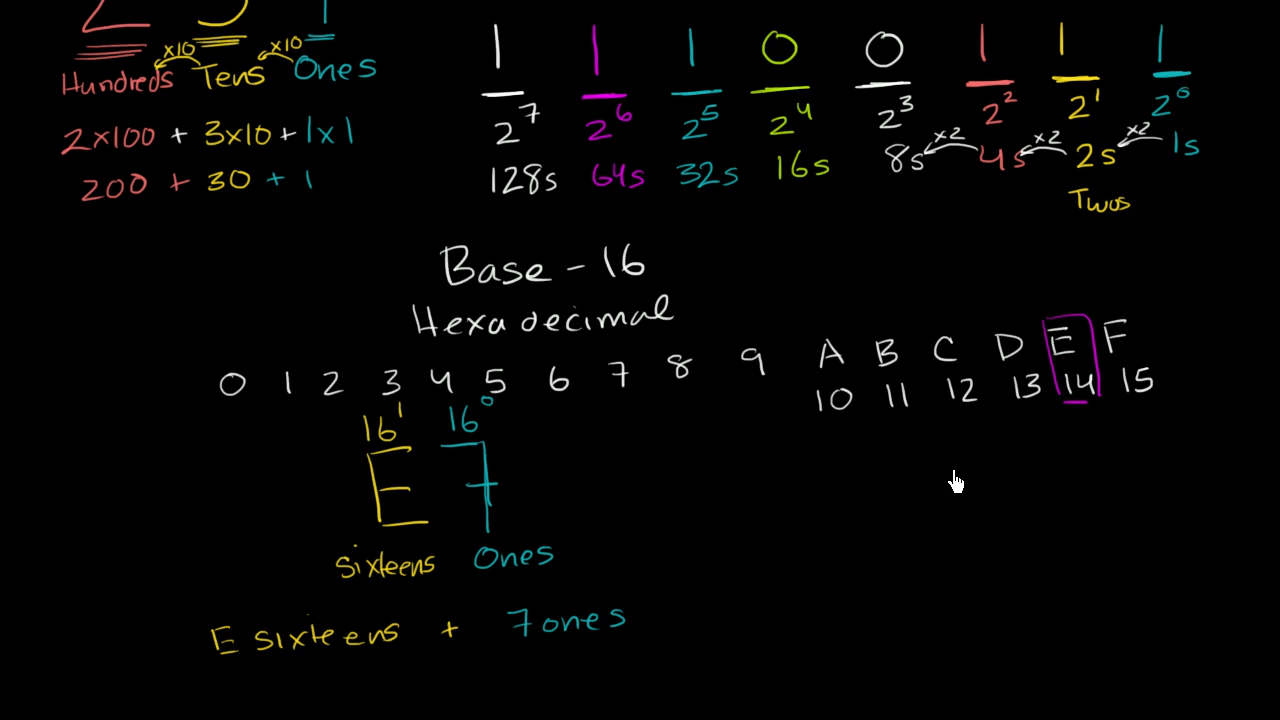 2 3 1
x10 x10
Hundreds Tens Ones
2x100 + 3x10 + 1x1
200 + 30 + 1
1 1 1 0 0 1 1 1
2^7 2^6 2^5 2^4 2^3 2^2 2^1 2^0
x2 x2 x2
128s 64s 32s 16s 8s 4s 2s 1s
Twos
Base - 16
Hexadecimal
0 1 2 3 4 5 6 7 8 9 A B C D E F
10 11 12 13 14 15
16^1 16^0
E 7
Sixteens Ones
E sixteens + 7 ones